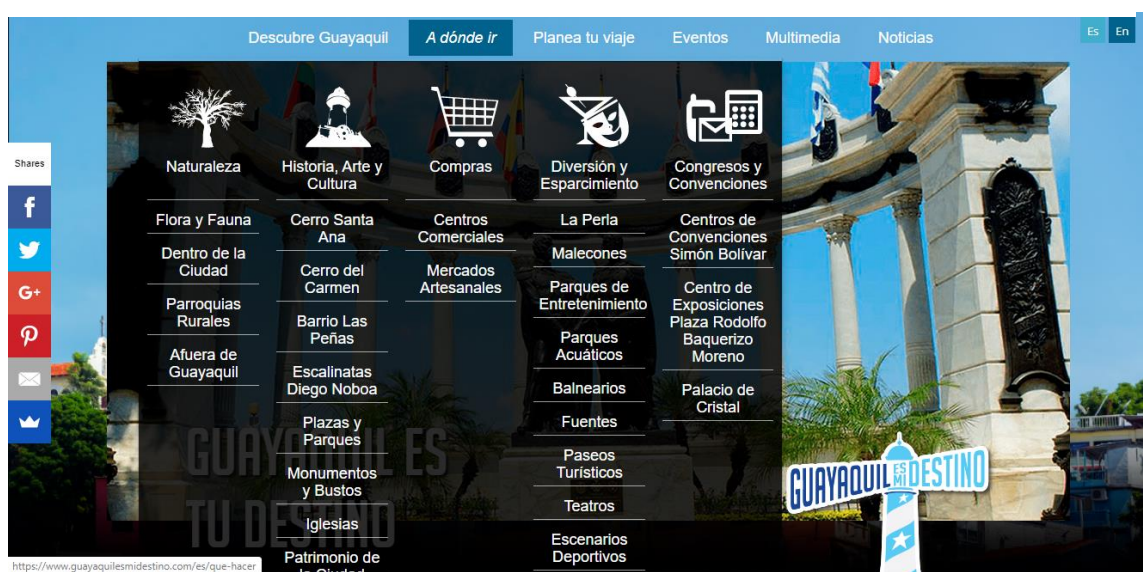 Descubre Guayaquil A dónde ir Planea tu viaje Eventos Multimedia Noticias Es En
Shares
f
G+
Naturaleza
Flora y Fauna
Dentro de la
Ciudad
Parroquias
Rurales
Afuera de
Guayaquil
Historia, Arte y
Cultura
Cerro Santa
Ana
Cerro del
Carmen
Barrio Las
Peñas
Escalinatas
Diego Noboa
Plazas y
Parques
Monumentos
y Bustos
Iglesias
Patrimonio de
la Ciudad
Compras
Centros
Comerciales
Mercados
Artesanales
Diversión y
Esparcimiento
La Perla
Malecones
Parques de
Entretenimiento
Parques
Acuáticos
Balnearios
Fuentes
Paseos
Turísticos
Teatros
Escenarios
Deportivos
Congresos y
Convenciones
Centros de
Convenciones
Simón Bolívar
Centro de
Exposiciones
Plaza Rodolfo
Baquerizo
Moreno
Palacio de
Cristal
GUAYAQUIL ES
TU DESTINO
GUAYAQUIL ES MI DESTINO
https://www.guayaquilesmidestino.com/es/que-hacer